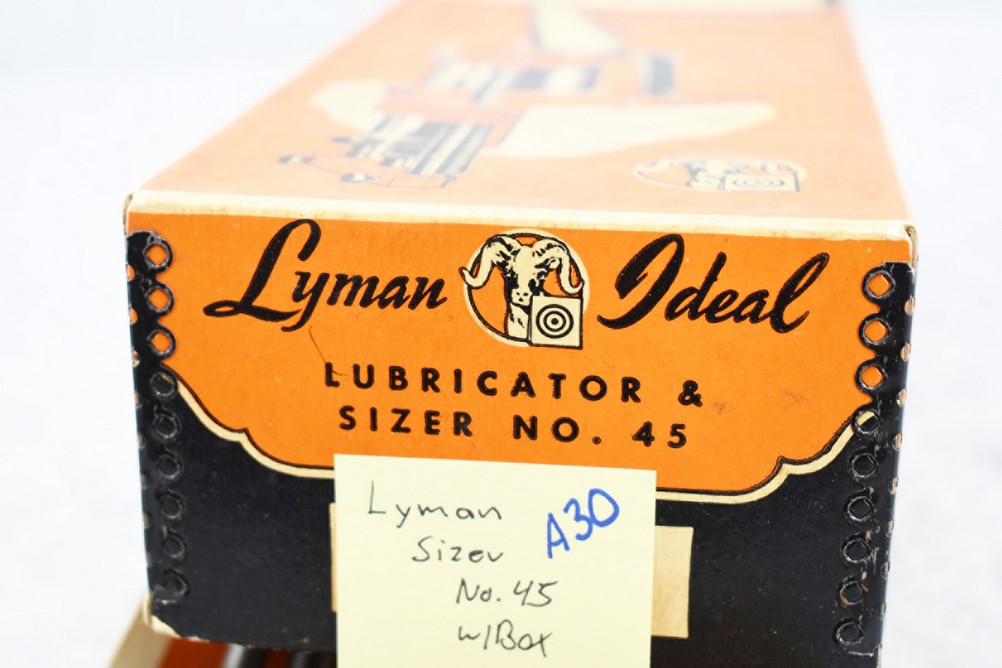 Lyman Ideal
LUBRICATOR &
SIZER NO. 45
Lyman A30
Sizer
No. 45
w/Box